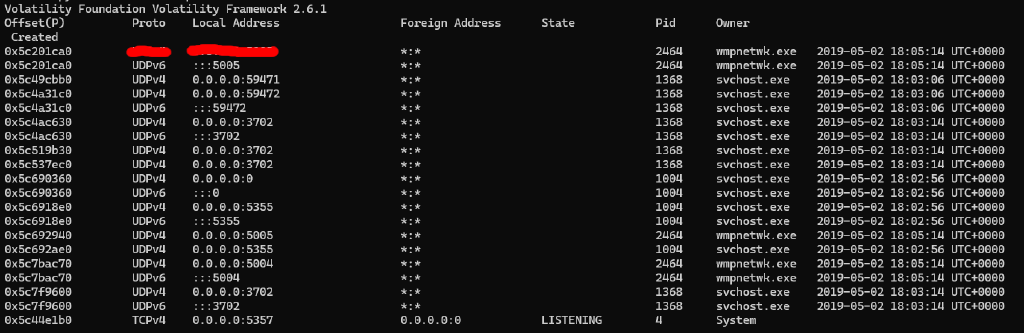 Volatility Foundation Volatility Framework 2.6.1
Offset(P) Proto Local Address Foreign Address State Pid Owner
Created
0x5c201ca0 *:* 2464 wmpnetwk.exe 2019-05-02 18:05:14 UTC+0000
0x5c201ca0 UDPv6 :::5005 *:* 2464 wmpnetwk.exe 2019-05-02 18:05:14 UTC+0000
0x5c49cbb0 UDPv4 0.0.0.0:59471 *:* 1368 svchost.exe 2019-05-02 18:03:06 UTC+0000
0x5c4a31c0 UDPv4 0.0.0.0:59472 *:* 1368 svchost.exe 2019-05-02 18:03:06 UTC+0000
0x5c4a31c0 UDPv6 :::59472 *:* 1368 svchost.exe 2019-05-02 18:03:06 UTC+0000
0x5c4ac630 UDPv4 0.0.0.0:3702 *:* 1368 svchost.exe 2019-05-02 18:03:14 UTC+0000
0x5c4ac630 UDPv6 :::3702 *:* 1368 svchost.exe 2019-05-02 18:03:14 UTC+0000
0x5c519b30 UDPv4 0.0.0.0:3702 *:* 1368 svchost.exe 2019-05-02 18:03:14 UTC+0000
0x5c537ec0 UDPv4 0.0.0.0:3702 *:* 1368 svchost.exe 2019-05-02 18:03:14 UTC+0000
0x5c690360 UDPv4 0.0.0.0:0 *:* 1004 svchost.exe 2019-05-02 18:02:56 UTC+0000
0x5c690360 UDPv6 :::0 *:* 1004 svchost.exe 2019-05-02 18:02:56 UTC+0000
0x5c6918e0 UDPv4 0.0.0.0:5355 *:* 1004 svchost.exe 2019-05-02 18:02:56 UTC+0000
0x5c6918e0 UDPv6 :::5355 *:* 1004 svchost.exe 2019-05-02 18:02:56 UTC+0000
0x5c692940 UDPv4 0.0.0.0:5005 *:* 2464 wmpnetwk.exe 2019-05-02 18:05:14 UTC+0000
0x5c692ae0 UDPv4 0.0.0.0:5355 *:* 1004 svchost.exe 2019-05-02 18:02:56 UTC+0000
0x5c7bac70 UDPv4 0.0.0.0:5004 *:* 2464 wmpnetwk.exe 2019-05-02 18:05:14 UTC+0000
0x5c7bac70 UDPv6 :::5004 *:* 2464 wmpnetwk.exe 2019-05-02 18:05:14 UTC+0000
0x5c7f9600 UDPv4 0.0.0.0:3702 *:* 1368 svchost.exe 2019-05-02 18:03:14 UTC+0000
0x5c7f9600 UDPv6 :::3702 *:* 1368 svchost.exe 2019-05-02 18:03:14 UTC+0000
0x5c44e1b0 TCPv4 0.0.0.0:5357 0.0.0.0:0 LISTENING 4 System